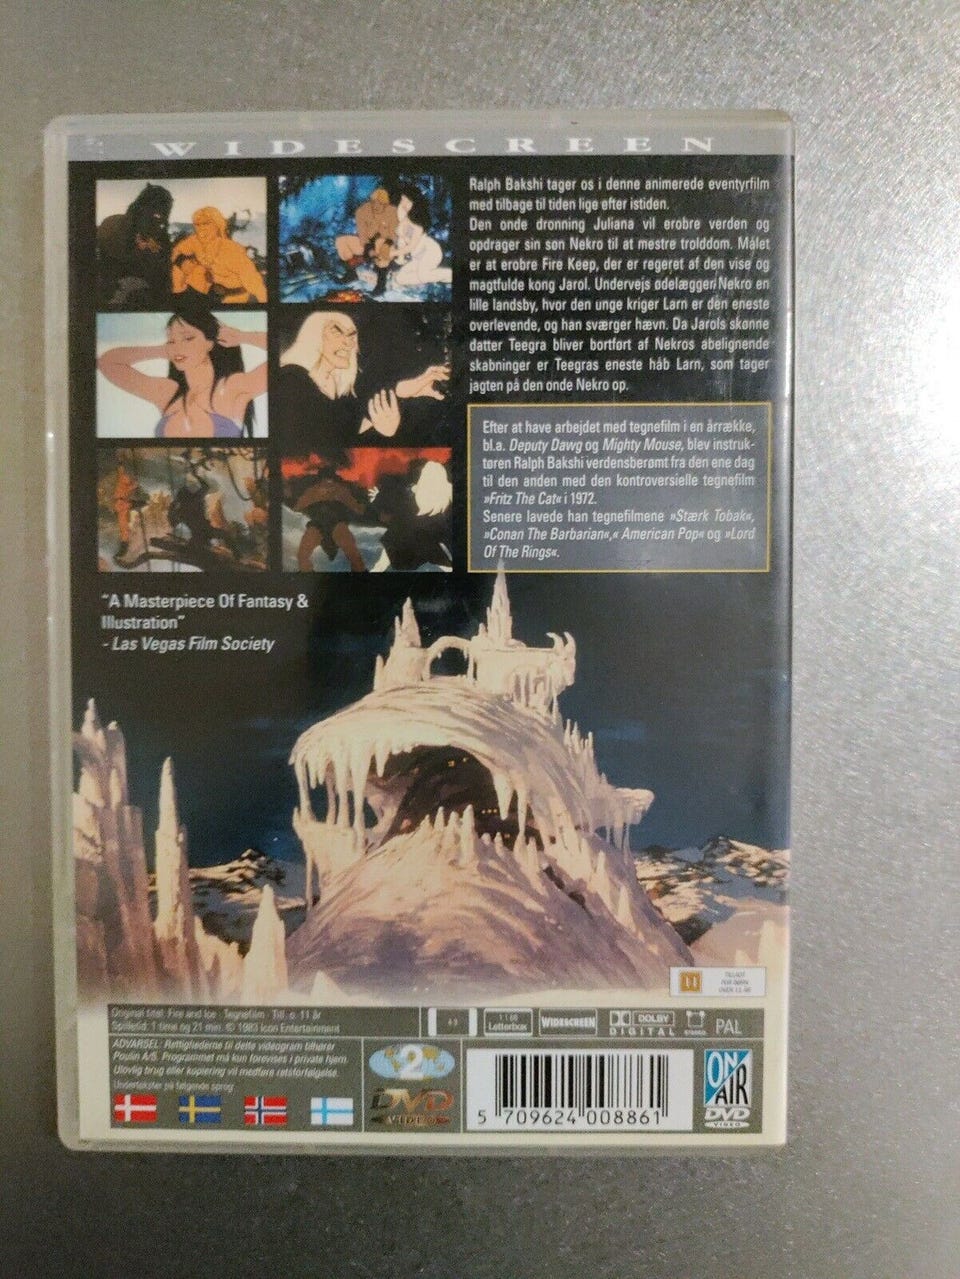 WIDESCREEN
Ralph Bakshi tager os i denne animerede eventyrfilm
med tilbage til tiden lige efter istiden.
Den onde dronning Juliana vil erobre verden og
opdrager sin søn Nekro til at mestre trolddom. Målet
er at erobre Fire Keep, der er regeret af den vise og
magtfulde kong Jarol. Undervejs ødelægger Nekro en
lille landsby, hvor den unge kriger Larn er den eneste
overlevende, og han sværger hævn. Da Jarols skønne
datter Teegra bliver bortført af Nekros abelignende
skabninger er Teegras eneste håb Larn, som tager
jagten på den onde Nekro op.
Efter at have arbejdet med tegnefilm i en årrække,
bl.a. Deputy Dawg og Mighty Mouse, blev instruk-
tøren Ralph Bakshi verdensberømt fra den ene dag
til den anden med den kontroversielle tegnefilm
»Fritz The Cat« i 1972.
Senere lavede han tegnefilmene »Stærk Tobak«,
»Conan The Barbarian«,« American Pop« og »Lord
Of The Rings«.
"A Masterpiece Of Fantasy &
Illustration"
- Las Vegas Film Society
11
TILLADT
FOR BØRN
OVER 11 ÅR
Original titel: Fire and Ice · Tegnefilm · Till. o. 11 år
Spilletid: 1 time og 21 min. © 1983 Icon Entertainment
4:3
Letterbox
WIDESCREEN
DOLBY
DIGITAL
STEREO
PAL
ADVARSEL: Rettighederne til dette videogram tilhører
Poulin A/S. Programmet må kun forevises i private hjem.
Ulovlig brug eller kopiering vil medføre retsforfølgelse.
Undertekster på følgende sprog:
2
DVD
VIDEO
5 709624 008861
ON
AIR
DVD
VIDEO